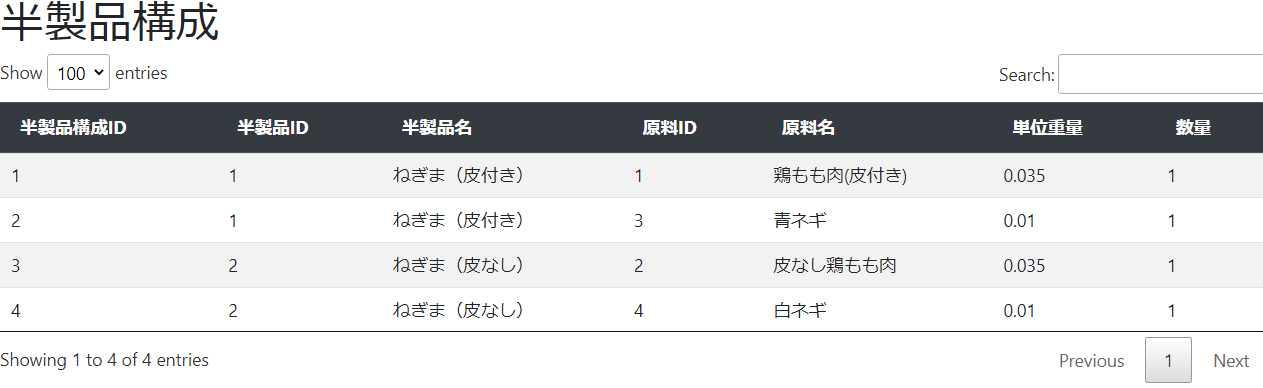 半製品構成
Show 100 entries Search:
半製品構成ID 半製品ID 半製品名 原料ID 原料名 単位重量 数量
1 1 ねぎま（皮付き） 1 鶏もも肉(皮付き) 0.035 1
2 1 ねぎま（皮付き） 3 青ネギ 0.01 1
3 2 ねぎま（皮なし） 2 皮なし鶏もも肉 0.035 1
4 2 ねぎま（皮なし） 4 白ネギ 0.01 1
Showing 1 to 4 of 4 entries Previous 1 Next